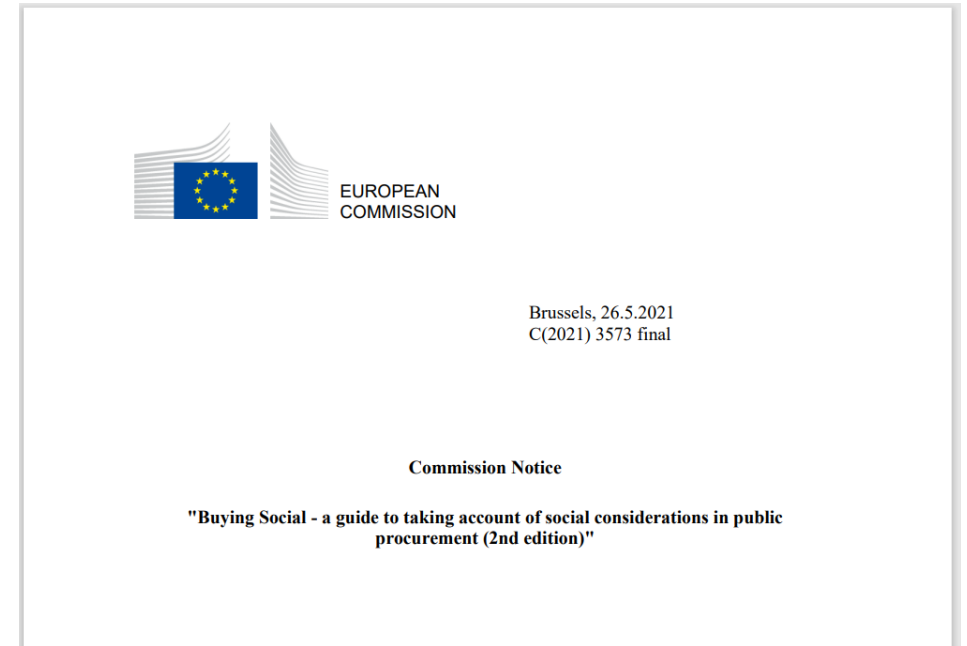 EUROPEAN
COMMISSION
Brussels, 26.5.2021
C(2021) 3573 final
Commission Notice
"Buying Social - a guide to taking account of social considerations in public
procurement (2nd edition)"